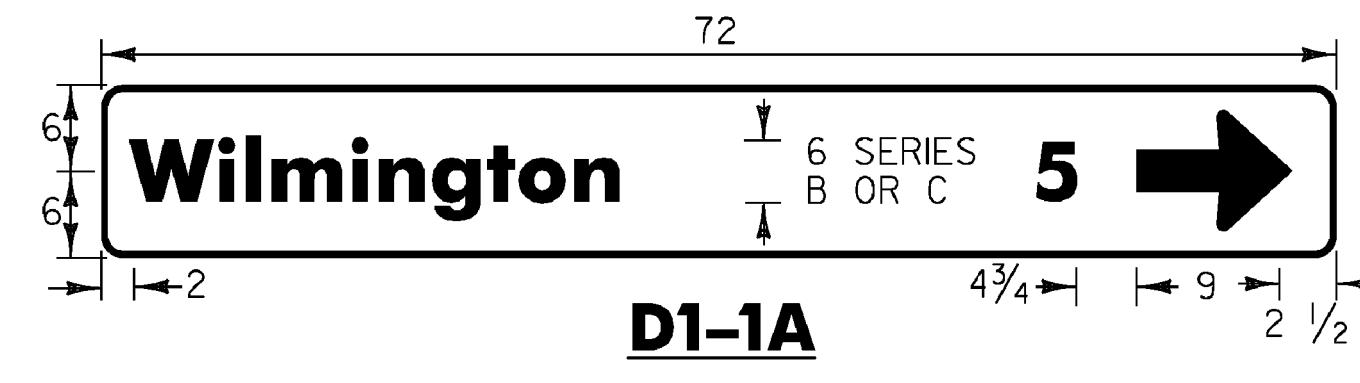 72
6
Wilmington
6 SERIES
B OR C
5
6
2
4¾
9
2 ½
D1–1A